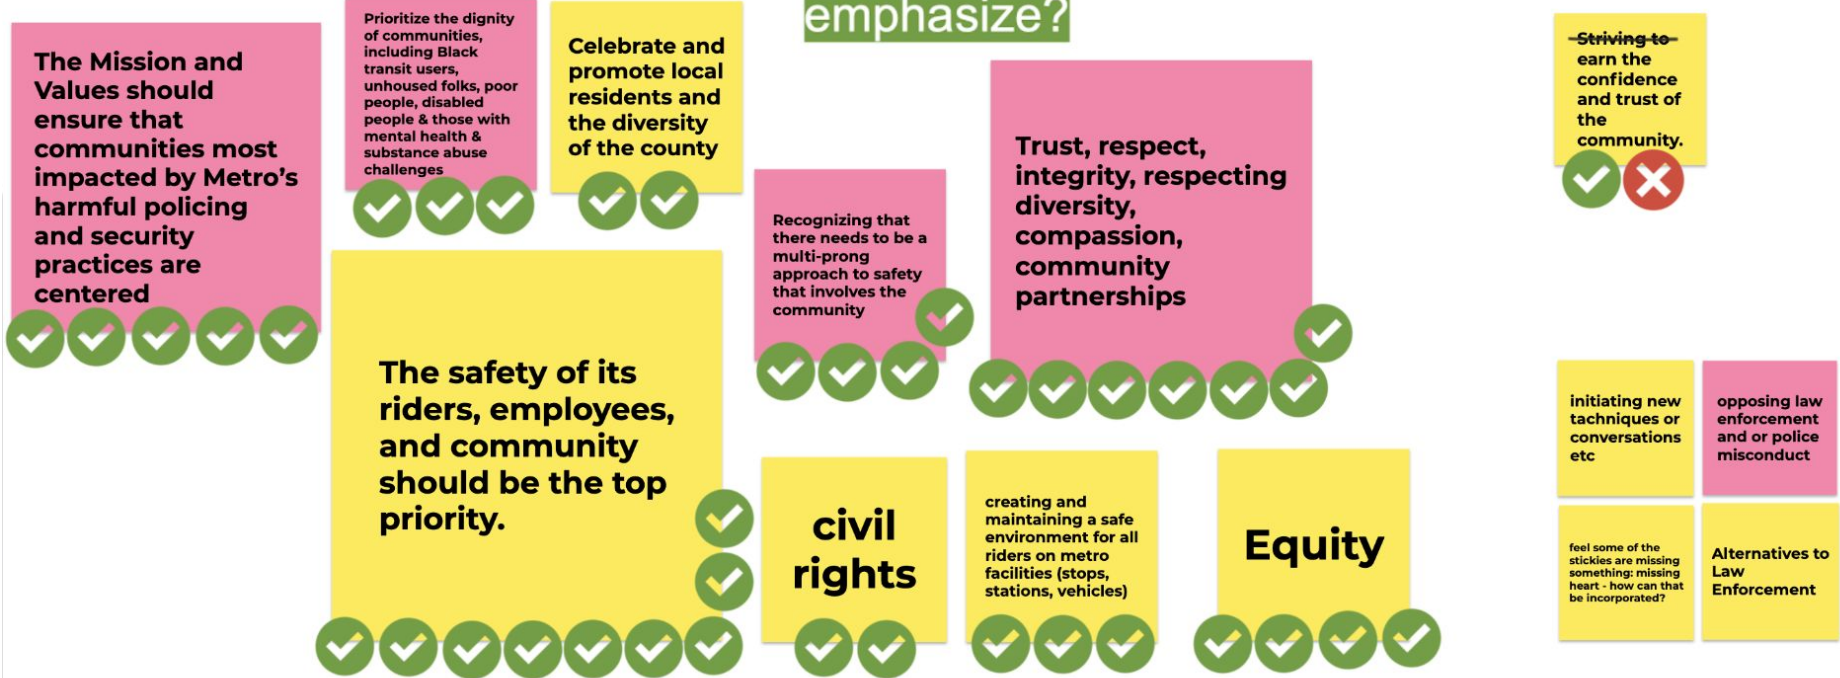 emphasize?
The Mission and
Values should
ensure that
communities most
impacted by Metro's
harmful policing
and security
practices are
centered
Prioritize the dignity
of communities,
including Black
transit users,
unhoused folks, poor
people, disabled
people & those with
mental health &
substance abuse
challenges
Celebrate and
promote local
residents and
the diversity
of the county
Recognizing that
there needs to be a
multi-prong
approach to safety
that involves the
community
Trust, respect,
integrity, respecting
diversity,
compassion,
community
partnerships
Striving to
earn the
confidence
and trust of
the
community.
The safety of its
riders, employees,
and community
should be the top
priority.
civil
rights
creating and
maintaining a safe
environment for all
riders on metro
facilities (stops,
stations, vehicles)
Equity
initiating new
tachniques or
conversations
etc
opposing law
enforcement
and or police
misconduct
feel some of the
stickies are missing
something: missing
heart - how can that
be incorporated?
Alternatives to
Law
Enforcement